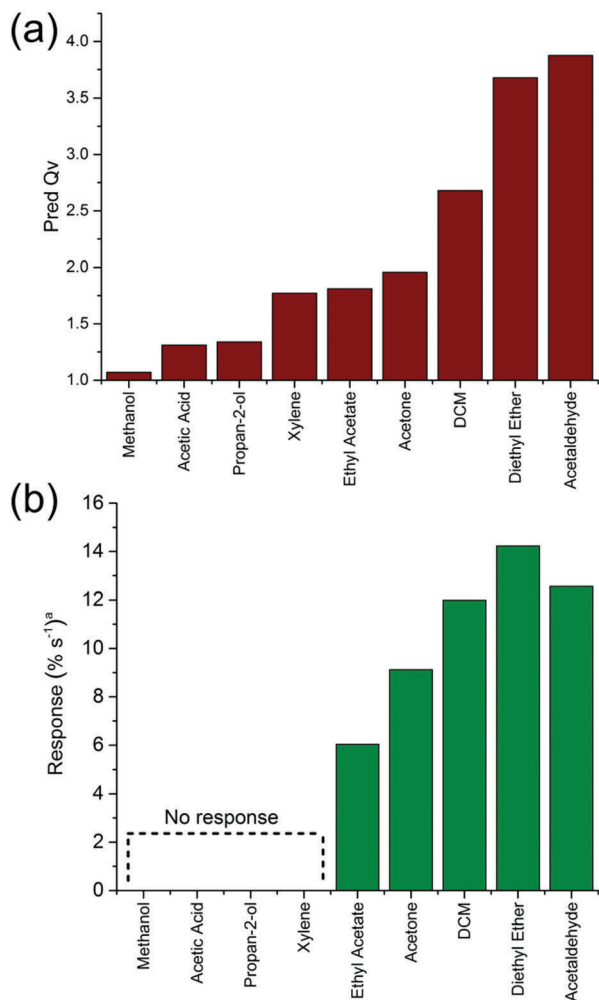 (a)
Pred Qv
4.0
3.5
3.0
2.5
2.0
1.5
1.0
Methanol
Acetic Acid
Propan-2-ol
Xylene
Ethyl Acetate
Acetone
DCM
Diethyl Ether
Acetaldehyde
(b)
Response (% s⁻¹)ᵃ
16
14
12
10
8
6
4
2
0
No response
Methanol
Acetic Acid
Propan-2-ol
Xylene
Ethyl Acetate
Acetone
DCM
Diethyl Ether
Acetaldehyde